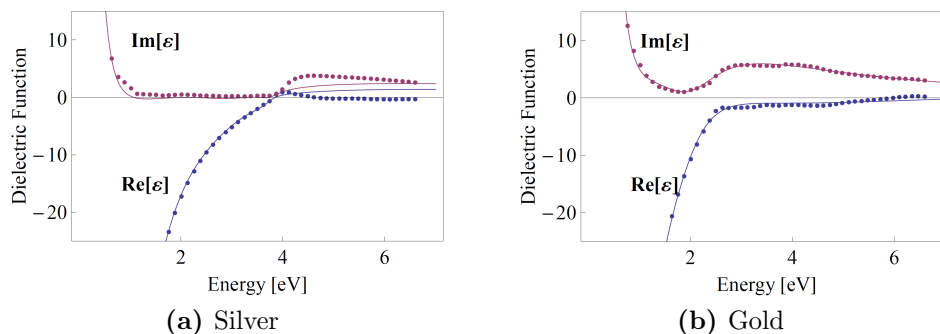 10
0
−10
−20
Dielectric Function
Im[ε]
Re[ε]
2
4
6
Energy [eV]
(a) Silver
10
0
−10
−20
Dielectric Function
Im[ε]
Re[ε]
2
4
6
Energy [eV]
(b) Gold